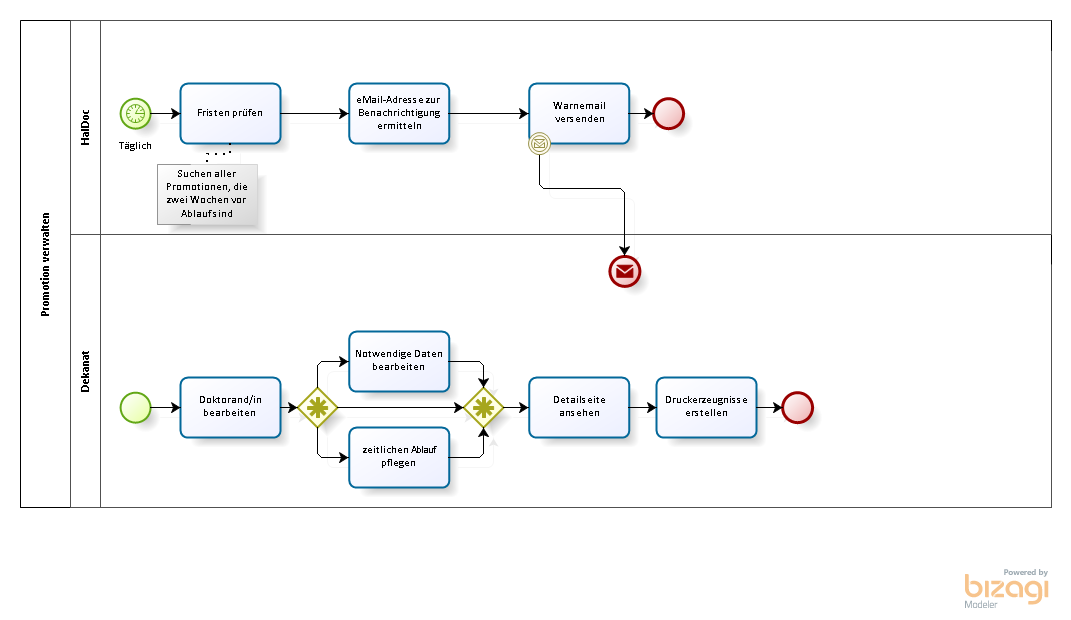 Promotion verwalten
HalDoc
Täglich
Fristen prüfen
Suchen aller
Promotionen, die
zwei Wochen vor
Ablauf sind
eMail-Adresse zur
Benachrichtigung
ermitteln
Warnemail
versenden
Dekanat
Doktorand/in
bearbeiten
Notwendige Daten
bearbeiten
zeitlichen Ablauf
pflegen
Detailseite
ansehen
Druckerzeugnisse
erstellen
Powered by
bizagi
Modeler